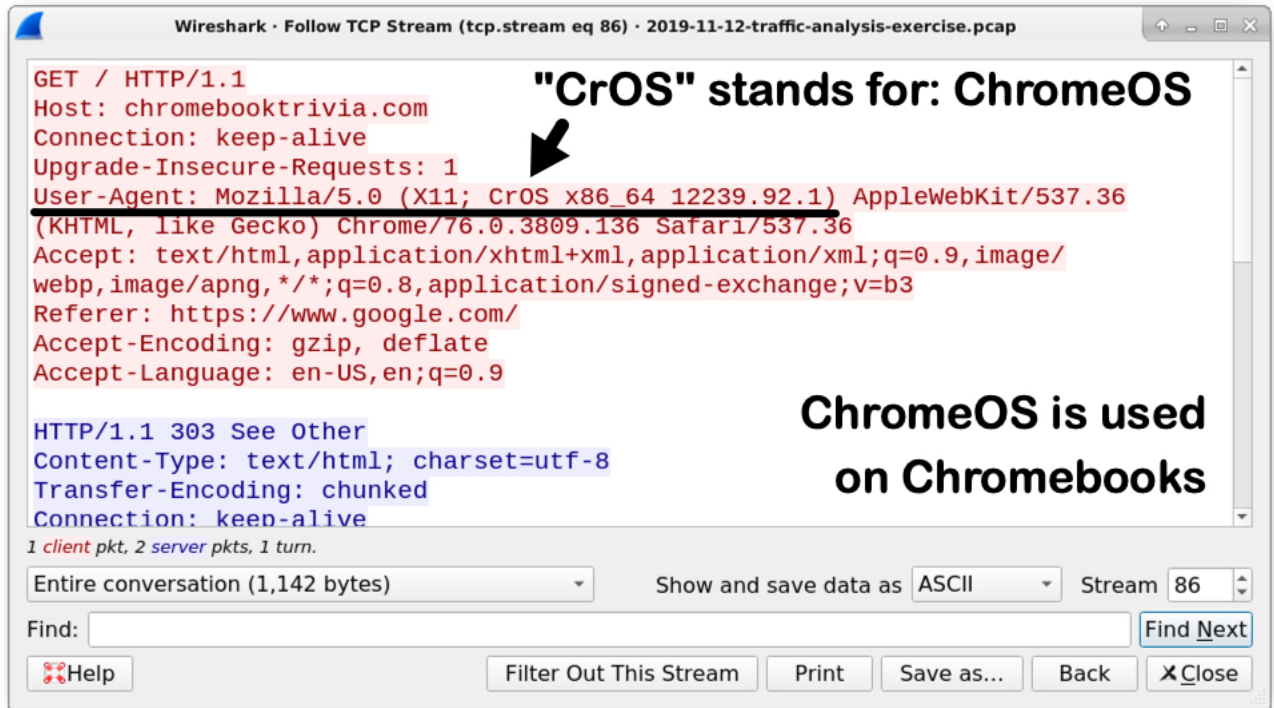 Wireshark · Follow TCP Stream (tcp.stream eq 86) · 2019-11-12-traffic-analysis-exercise.pcap
GET / HTTP/1.1
"CrOS" stands for: ChromeOS
Host: chromebooktrivia.com
Connection: keep-alive
Upgrade-Insecure-Requests: 1
User-Agent: Mozilla/5.0 (X11; CrOS x86_64 12239.92.1) AppleWebKit/537.36
(KHTML, like Gecko) Chrome/76.0.3809.136 Safari/537.36
Accept: text/html,application/xhtml+xml,application/xml;q=0.9,image/
webp,image/apng,*/*;q=0.8,application/signed-exchange;v=b3
Referer: https://www.google.com/
Accept-Encoding: gzip, deflate
Accept-Language: en-US,en;q=0.9
ChromeOS is used
on Chromebooks
HTTP/1.1 303 See Other
Content-Type: text/html; charset=utf-8
Transfer-Encoding: chunked
Connection: keep-alive
1 client pkt, 2 server pkts, 1 turn.
Entire conversation (1,142 bytes) Show and save data as ASCII Stream 86
Find: Find Next
Help Filter Out This Stream Print Save as... Back Close